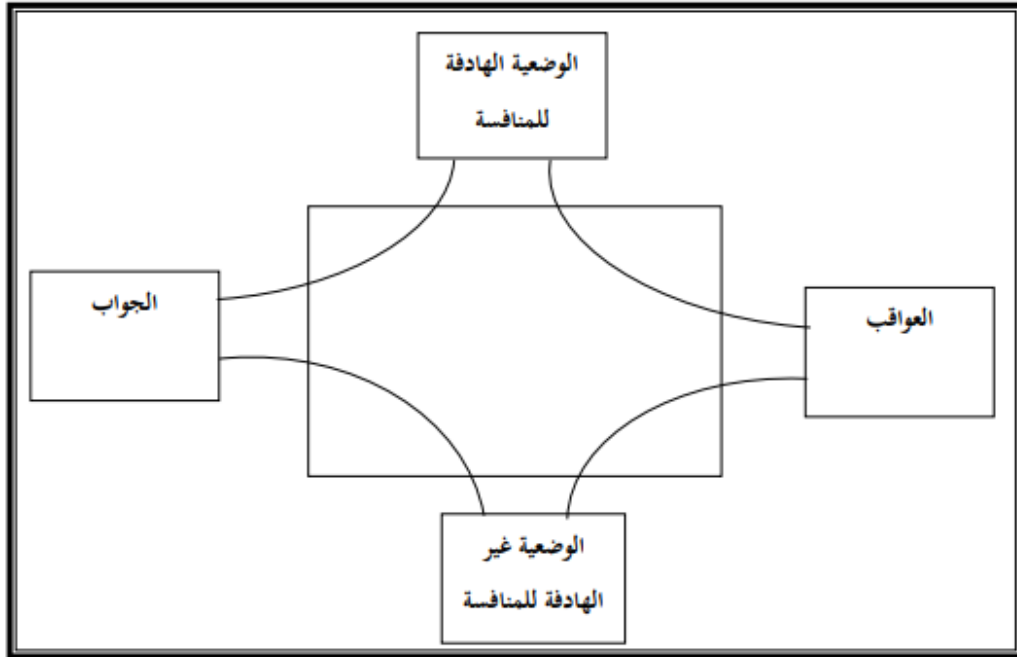 الوضعية الهادفة
للمنافسة
الجواب
العواقب
الوضعية غير
الهادفة للمنافسة